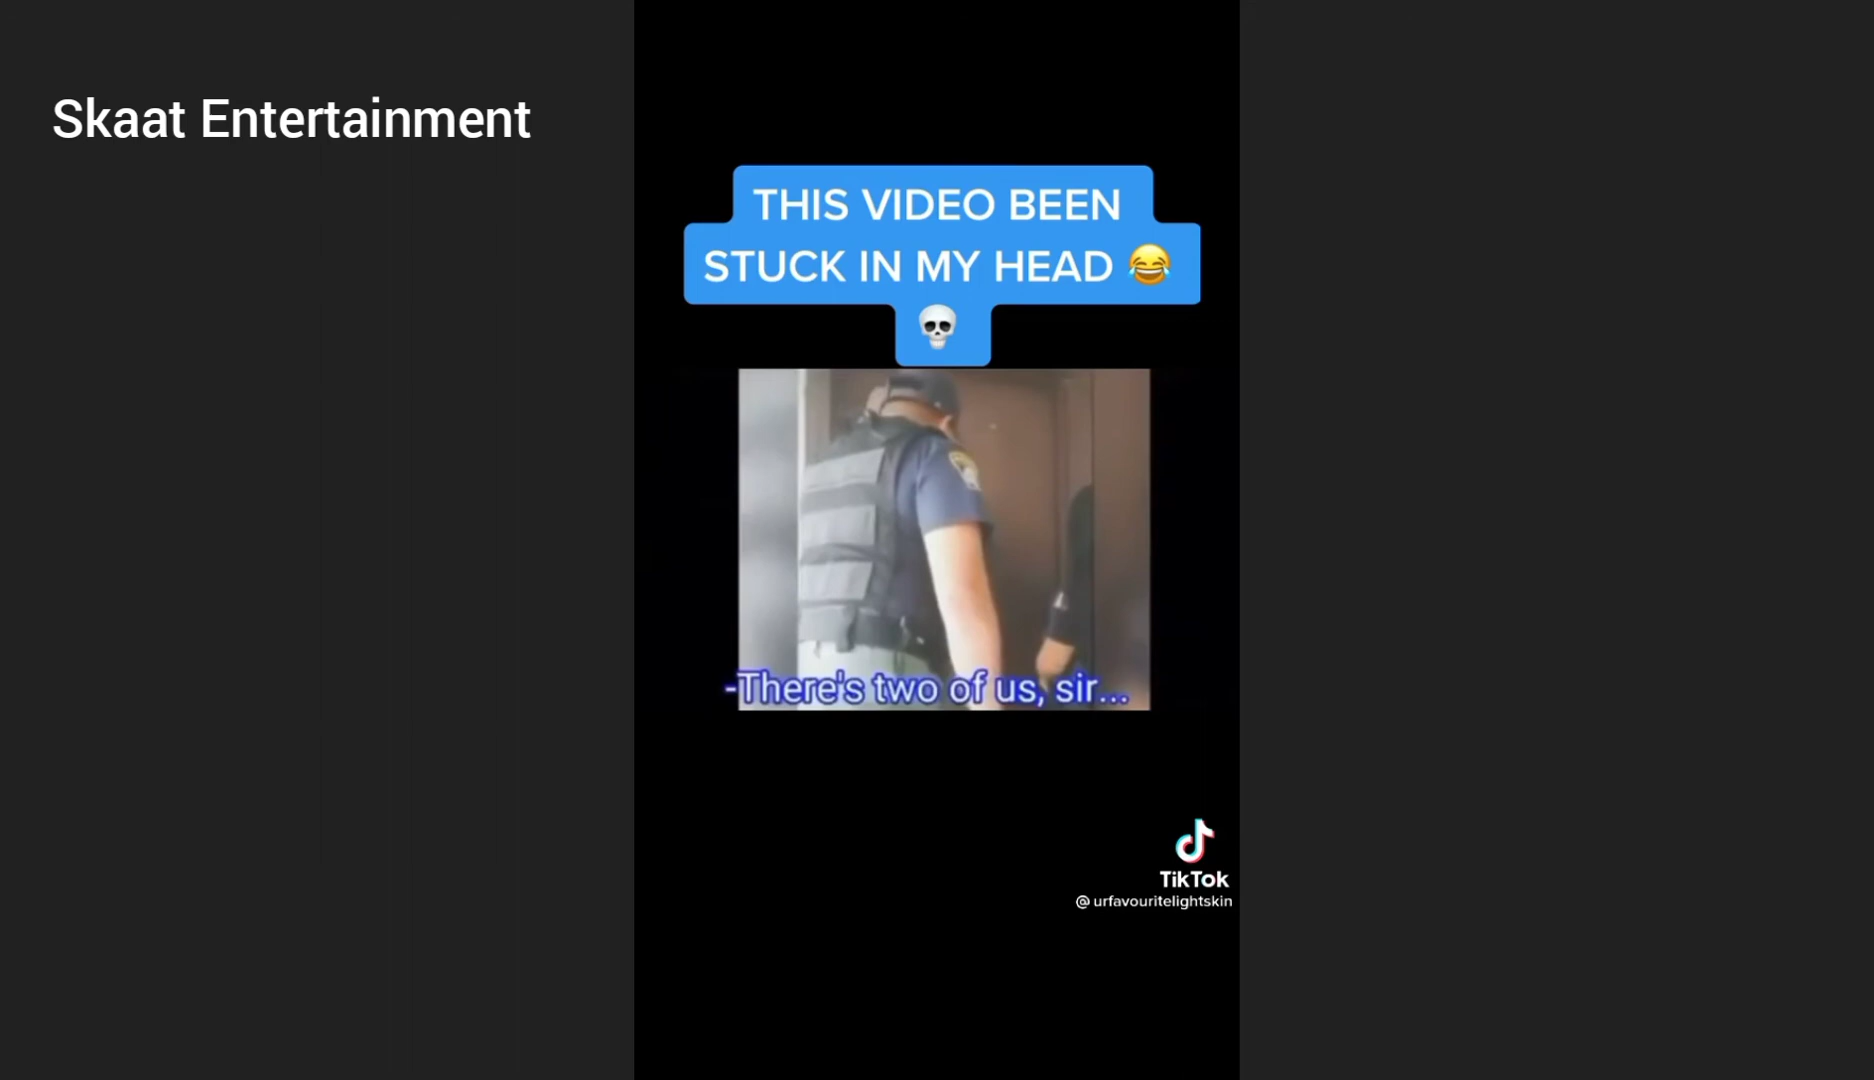 Skaat Entertainment
THIS VIDEO BEEN
STUCK IN MY HEAD 😂
💀
-There's two of us, sir...
TikTok
@urfavouritelightskin